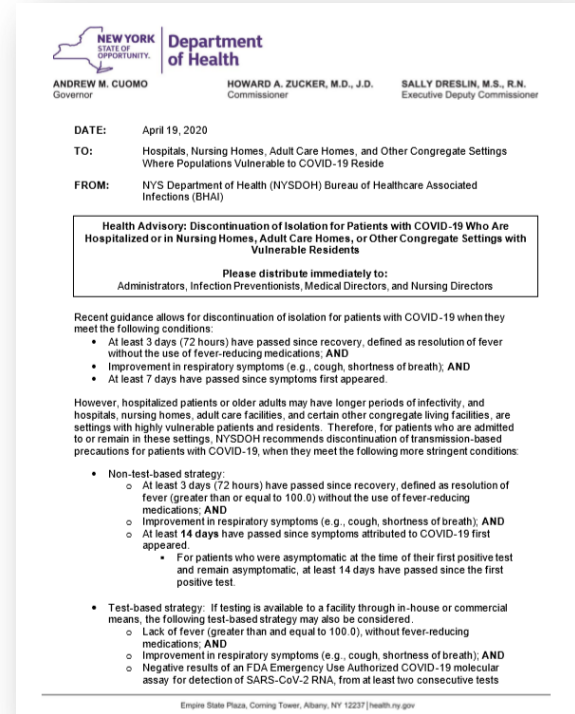 NEW YORK
STATE OF
OPPORTUNITY.
Department
of Health
ANDREW M. CUOMO
Governor
HOWARD A. ZUCKER, M.D., J.D.
Commissioner
SALLY DRESLIN, M.S., R.N.
Executive Deputy Commissioner
DATE: April 19, 2020
TO: Hospitals, Nursing Homes, Adult Care Homes, and Other Congregate Settings
Where Populations Vulnerable to COVID-19 Reside
FROM: NYS Department of Health (NYSDOH) Bureau of Healthcare Associated
Infections (BHAI)
Health Advisory: Discontinuation of Isolation for Patients with COVID-19 Who Are
Hospitalized or in Nursing Homes, Adult Care Homes, or Other Congregate Settings with
Vulnerable Residents
Please distribute immediately to:
Administrators, Infection Preventionists, Medical Directors, and Nursing Directors
Recent guidance allows for discontinuation of isolation for patients with COVID-19 when they
meet the following conditions:
• At least 3 days (72 hours) have passed since recovery, defined as resolution of fever
without the use of fever-reducing medications; AND
• Improvement in respiratory symptoms (e.g., cough, shortness of breath); AND
• At least 7 days have passed since symptoms first appeared.
However, hospitalized patients or older adults may have longer periods of infectivity, and
hospitals, nursing homes, adult care facilities, and certain other congregate living facilities, are
settings with highly vulnerable patients and residents. Therefore, for patients who are admitted
to or remain in these settings, NYSDOH recommends discontinuation of transmission-based
precautions for patients with COVID-19, when they meet the following more stringent conditions:
• Non-test-based strategy:
o At least 3 days (72 hours) have passed since recovery, defined as resolution of
fever (greater than or equal to 100.0) without the use of fever-reducing
medications; AND
o Improvement in respiratory symptoms (e.g., cough, shortness of breath); AND
o At least 14 days have passed since symptoms attributed to COVID-19 first
appeared.
▪ For patients who were asymptomatic at the time of their first positive test
and remain asymptomatic, at least 14 days have passed since the first
positive test.
• Test-based strategy: If testing is available to a facility through in-house or commercial
means, the following test-based strategy may also be considered.
o Lack of fever (greater than and equal to 100.0), without fever-reducing
medications; AND
o Improvement in respiratory symptoms (e.g., cough, shortness of breath); AND
o Negative results of an FDA Emergency Use Authorized COVID-19 molecular
assay for detection of SARS-CoV-2 RNA, from at least two consecutive tests
Empire State Plaza, Corning Tower, Albany, NY 12237 | health.ny.gov